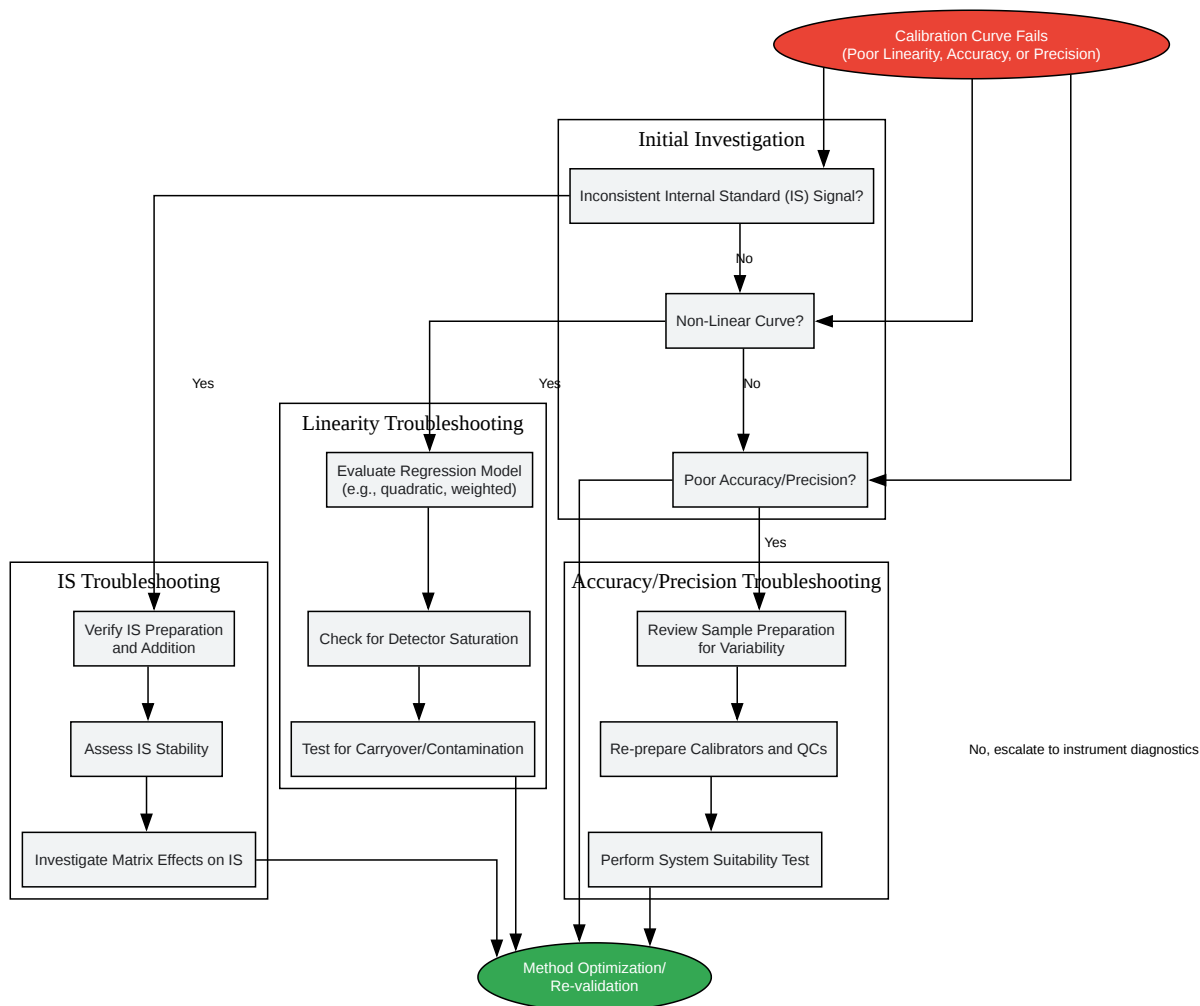 Calibration Curve Fails
(Poor Linearity, Accuracy, or Precision)
Initial Investigation
Inconsistent Internal Standard (IS) Signal?
No
Non-Linear Curve?
Yes
Yes
No
Linearity Troubleshooting
Evaluate Regression Model
(e.g., quadratic, weighted)
Poor Accuracy/Precision?
Yes
IS Troubleshooting
Accuracy/Precision Troubleshooting
Verify IS Preparation
and Addition
Check for Detector Saturation
Review Sample Preparation
for Variability
Assess IS Stability
Test for Carryover/Contamination
Re-prepare Calibrators and QCs
No, escalate to instrument diagnostics
Investigate Matrix Effects on IS
Perform System Suitability Test
Method Optimization/
Re-validation